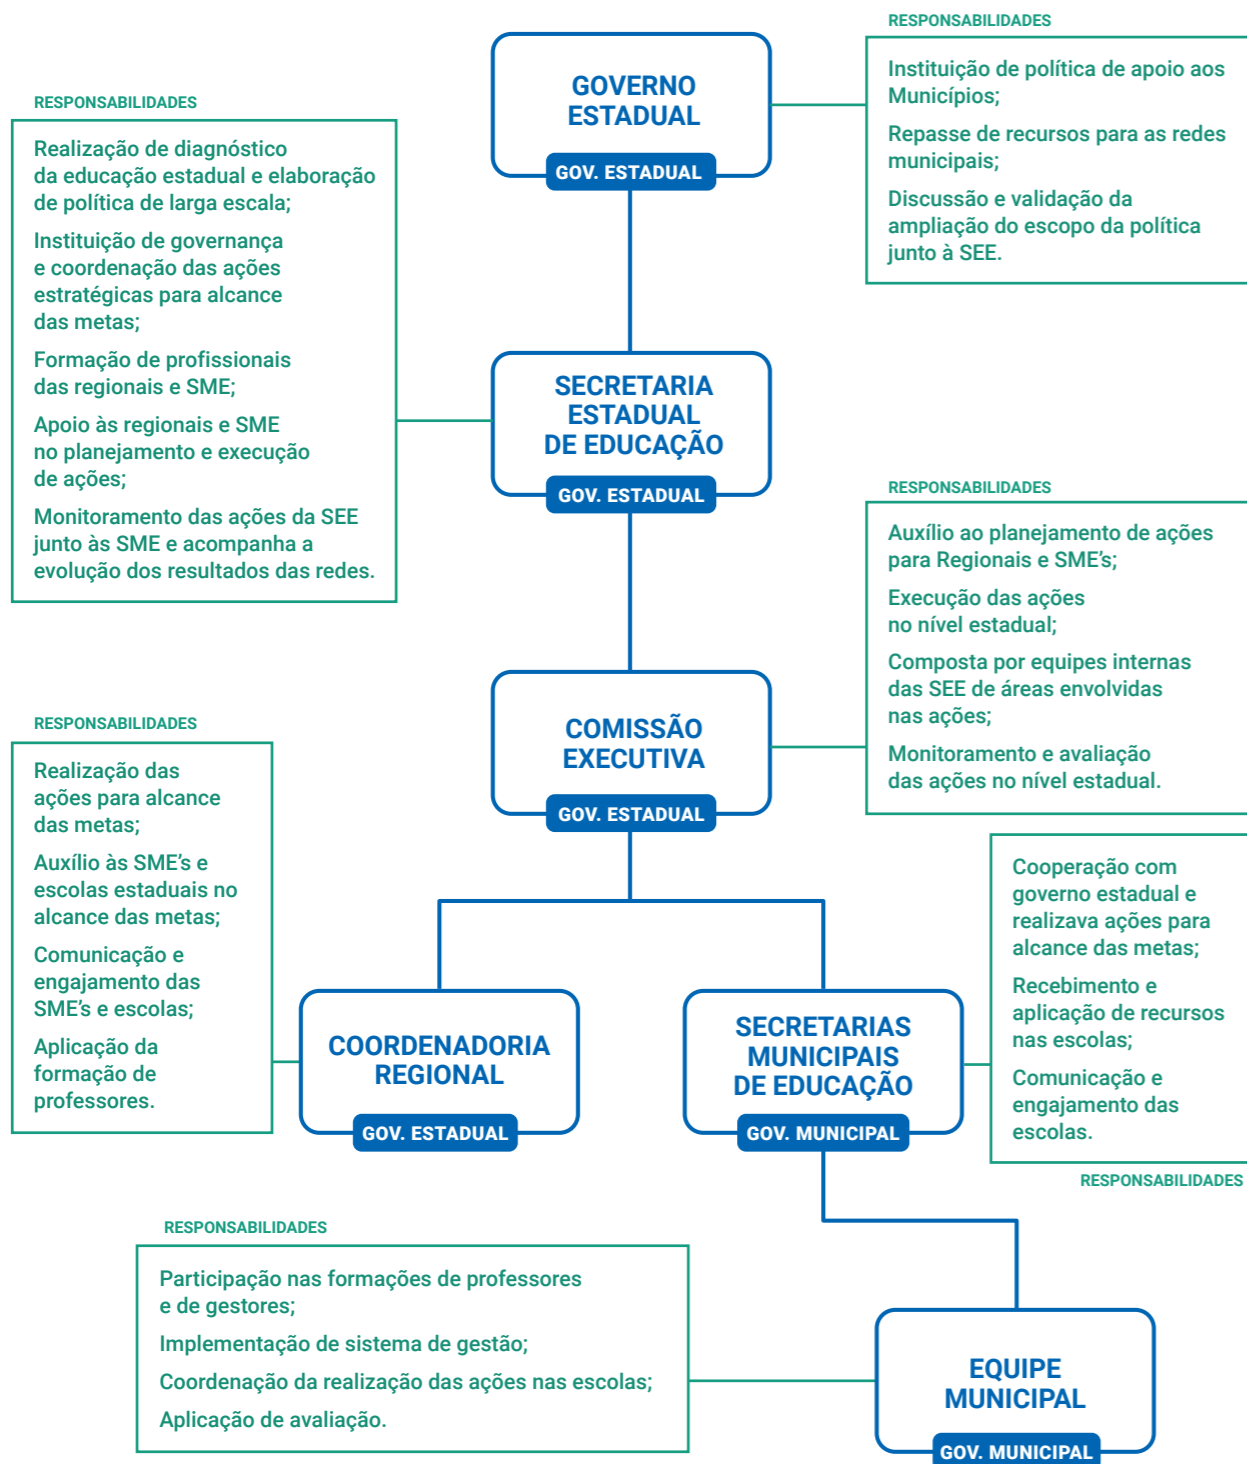 RESPONSABILIDADES
Instituição de política de apoio aos
Municípios;
Repasse de recursos para as redes
municipais;
Discussão e validação da
ampliação do escopo da política
junto à SEE.
GOVERNO
ESTADUAL
GOV. ESTADUAL
RESPONSABILIDADES
Realização de diagnóstico
da educação estadual e elaboração
de política de larga escala;
Instituição de governança
e coordenação das ações
estratégicas para alcance
das metas;
Formação de profissionais
das regionais e SME;
Apoio às regionais e SME
no planejamento e execução
de ações;
Monitoramento das ações da SEE
junto às SME e acompanha a
evolução dos resultados das redes.
SECRETARIA
ESTADUAL
DE EDUCAÇÃO
GOV. ESTADUAL
RESPONSABILIDADES
Auxílio ao planejamento de ações
para Regionais e SME's;
Execução das ações
no nível estadual;
Composta por equipes internas
das SEE de áreas envolvidas
nas ações;
Monitoramento e avaliação
das ações no nível estadual.
COMISSÃO
EXECUTIVA
GOV. ESTADUAL
RESPONSABILIDADES
Realização das
ações para alcance
das metas;
Auxílio às SME's e
escolas estaduais no
alcance das metas;
Comunicação e
engajamento das
SME's e escolas;
Aplicação da
formação de
professores.
COORDENADORIA
REGIONAL
GOV. ESTADUAL
SECRETARIAS
MUNICIPAIS
DE EDUCAÇÃO
GOV. MUNICIPAL
Cooperação com
governo estadual e
realizava ações para
alcance das metas;
Recebimento e
aplicação de recursos
nas escolas;
Comunicação e
engajamento das
escolas.
RESPONSABILIDADES
RESPONSABILIDADES
Participação nas formações de professores
e de gestores;
Implementação de sistema de gestão;
Coordenação da realização das ações nas escolas;
Aplicação de avaliação.
EQUIPE
MUNICIPAL
GOV. MUNICIPAL